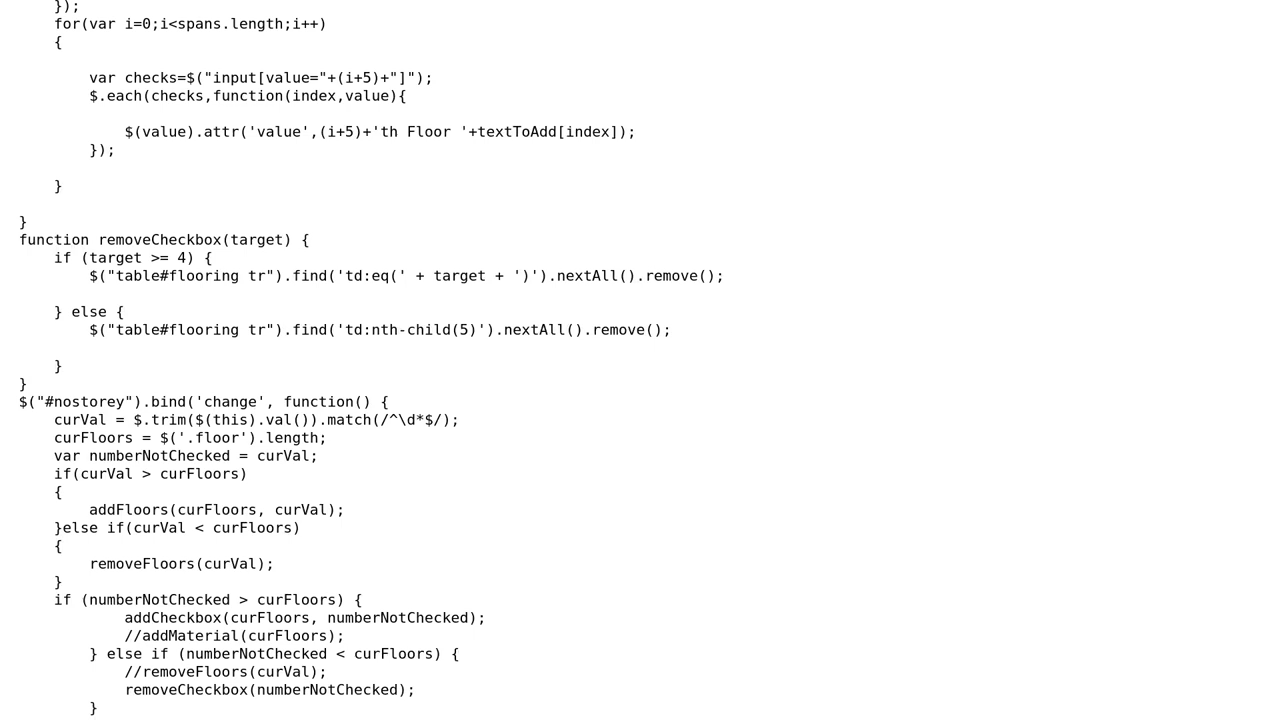 });
    for(var i=0;i<spans.length;i++)
    {

        var checks=$("input[value="+(i+5)+"]");
        $.each(checks,function(index,value){

            $(value).attr('value',(i+5)+'th Floor '+textToAdd[index]);
        });

    }

}
function removeCheckbox(target) {
    if (target >= 4) {
        $("table#flooring tr").find('td:eq(' + target + ')').nextAll().remove();

    } else {
        $("table#flooring tr").find('td:nth-child(5)').nextAll().remove();

    }
}
$("#nostorey").bind('change', function() {
    curVal = $.trim($(this).val()).match(/^\d*$/);
    curFloors = $('.floor').length;
    var numberNotChecked = curVal;
    if(curVal > curFloors)
    {
        addFloors(curFloors, curVal);
    }else if(curVal < curFloors)
    {
        removeFloors(curVal);
    }
    if (numberNotChecked > curFloors) {
            addCheckbox(curFloors, numberNotChecked);
            //addMaterial(curFloors);
        } else if (numberNotChecked < curFloors) {
            //removeFloors(curVal);
            removeCheckbox(numberNotChecked);
        }